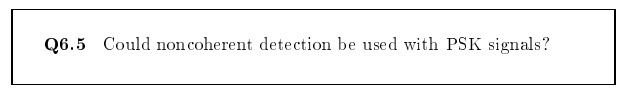 Q6.5 Could noncoherent detection be used with PSK signals?